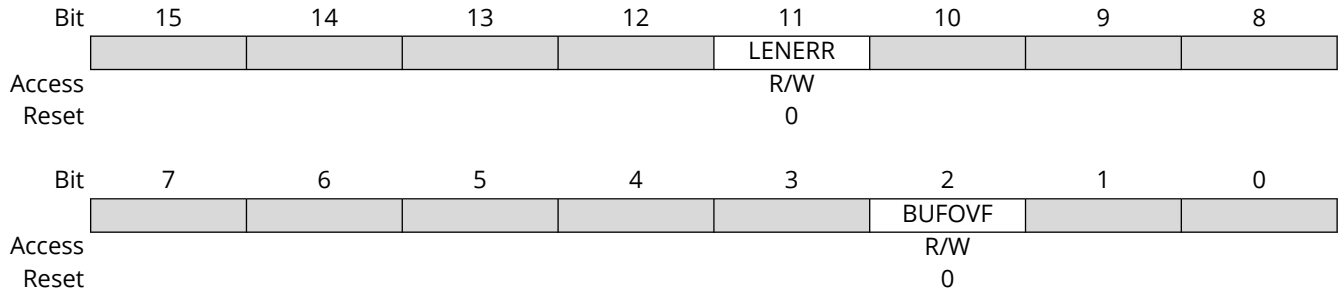 Bit 15 14 13 12 11 10 9 8
LENERR
Access R/W
Reset 0
Bit 7 6 5 4 3 2 1 0
BUFOVF
Access R/W
Reset 0